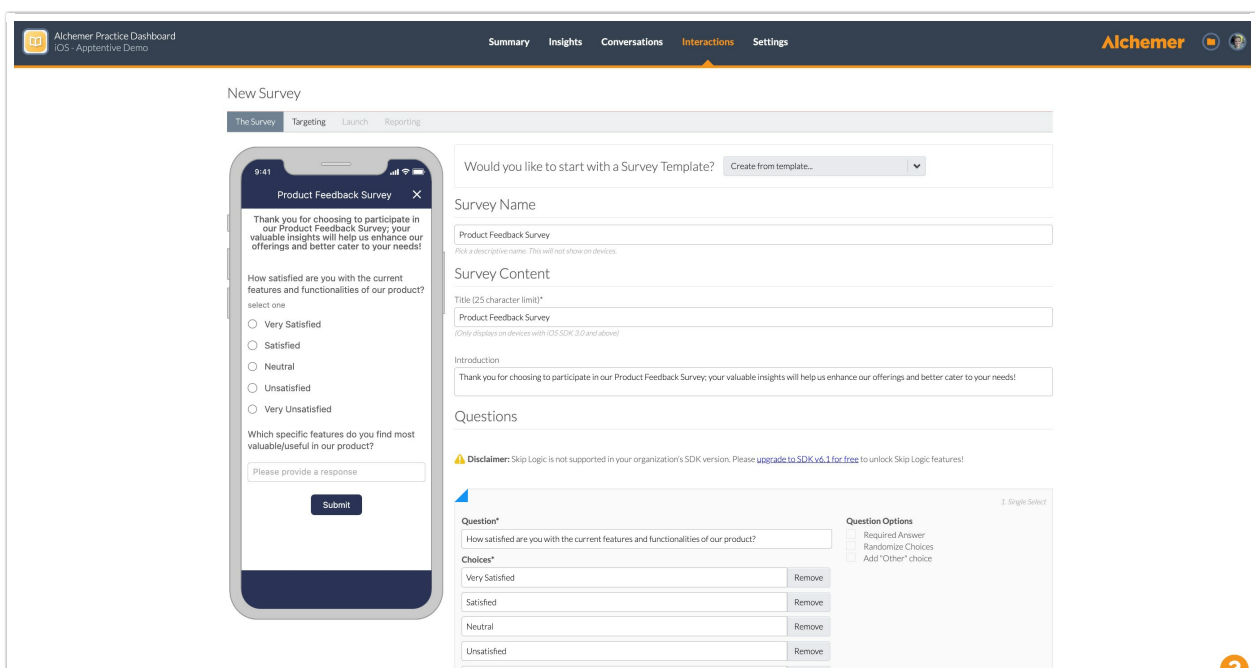 Alchemer Practice Dashboard
iOS - Apptentive Demo
Summary Insights Conversations Interactions Settings
Alchemer
New Survey
The Survey Targeting Launch Reporting
9:41
Product Feedback Survey
Thank you for choosing to participate in
our Product Feedback Survey; your
valuable insights will help us enhance our
offerings and better cater to your needs!
How satisfied are you with the current
features and functionalities of our product?
select one
Very Satisfied
Satisfied
Neutral
Unsatisfied
Very Unsatisfied
Which specific features do you find most
valuable/useful in our product?
Please provide a response
Submit
Would you like to start with a Survey Template? Create from template...
Survey Name
Product Feedback Survey
Pick a descriptive name. This will not show on devices.
Survey Content
Title (25 character limit)*
Product Feedback Survey
(Only displays on devices with iOS SDK 3.0 and above)
Introduction
Thank you for choosing to participate in our Product Feedback Survey; your valuable insights will help us enhance our offerings and better cater to your needs!
Questions
Disclaimer: Skip Logic is not supported in your organization's SDK version. Please upgrade to SDK v6.1 for free to unlock Skip Logic features!
1. Single Select
Question*
How satisfied are you with the current features and functionalities of our product?
Question Options
Required Answer
Randomize Choices
Add "Other" choice
Choices*
Very Satisfied Remove
Satisfied Remove
Neutral Remove
Unsatisfied Remove
?